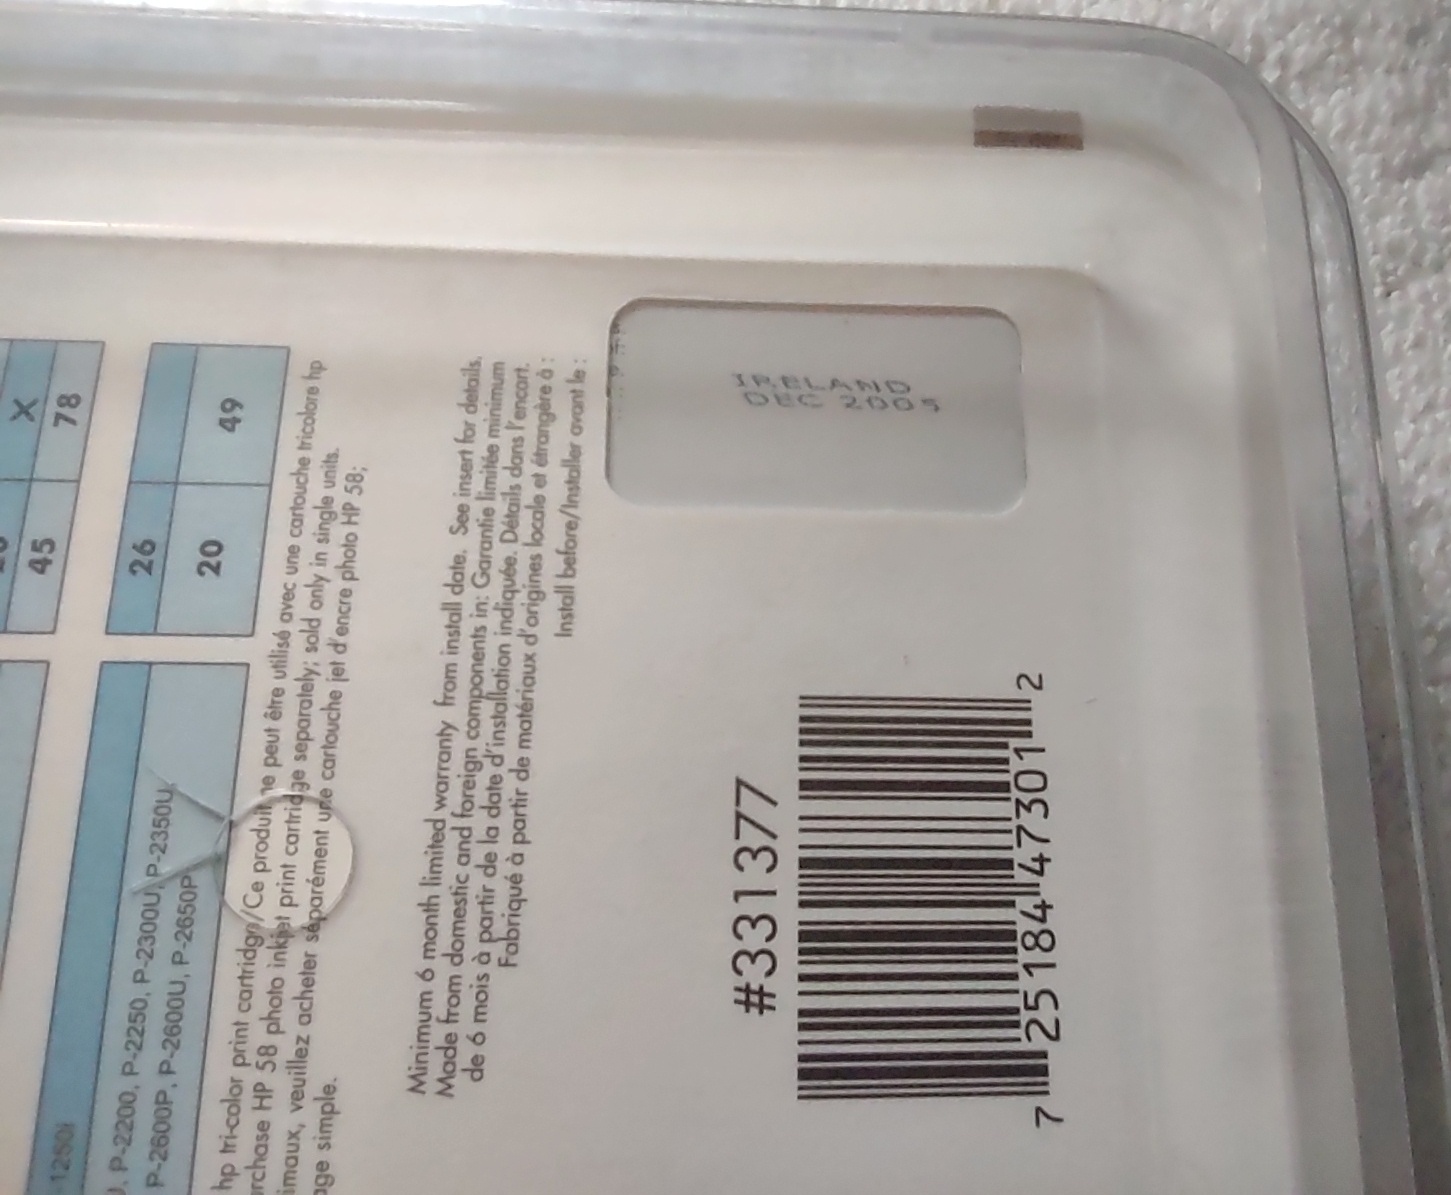 X
45 78
26
20 49
1250i
, P-2200, P-2250, P-2300U, P-2350U,
P-2600P, P-2600U, P-2650P
hp tri-color print cartridge/Ce produit ne peut être utilisé avec une cartouche tricolore hp
rchase HP 58 photo inkjet print cartridge separately; sold only in single units.
imaux, veuillez acheter séparément une cartouche jet d'encre photo HP 58;
age simple.
Minimum 6 month limited warranty from install date. See insert for details.
Made from domestic and foreign components in: Garantie limitée minimum
de 6 mois à partir de la date d'installation indiquée. Détails dans l'encart.
Fabriqué à partir de matériaux d'origines locale et étrangère à :
Install before/Installer avant le :
IRELAND
DEC 2005
#331377
7 25184 47301 2